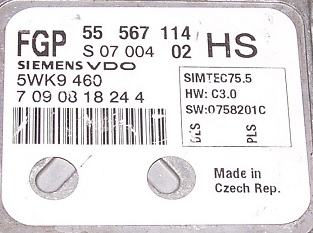 FGP 55 567 114 HS
S 07 004 02
SIEMENS VDO
5WK9 460
7 09 08 18 24 4
SIMTEC75.5
HW: C3.0
SW:0758201C
BLS
PLS
Made in
Czech Rep.